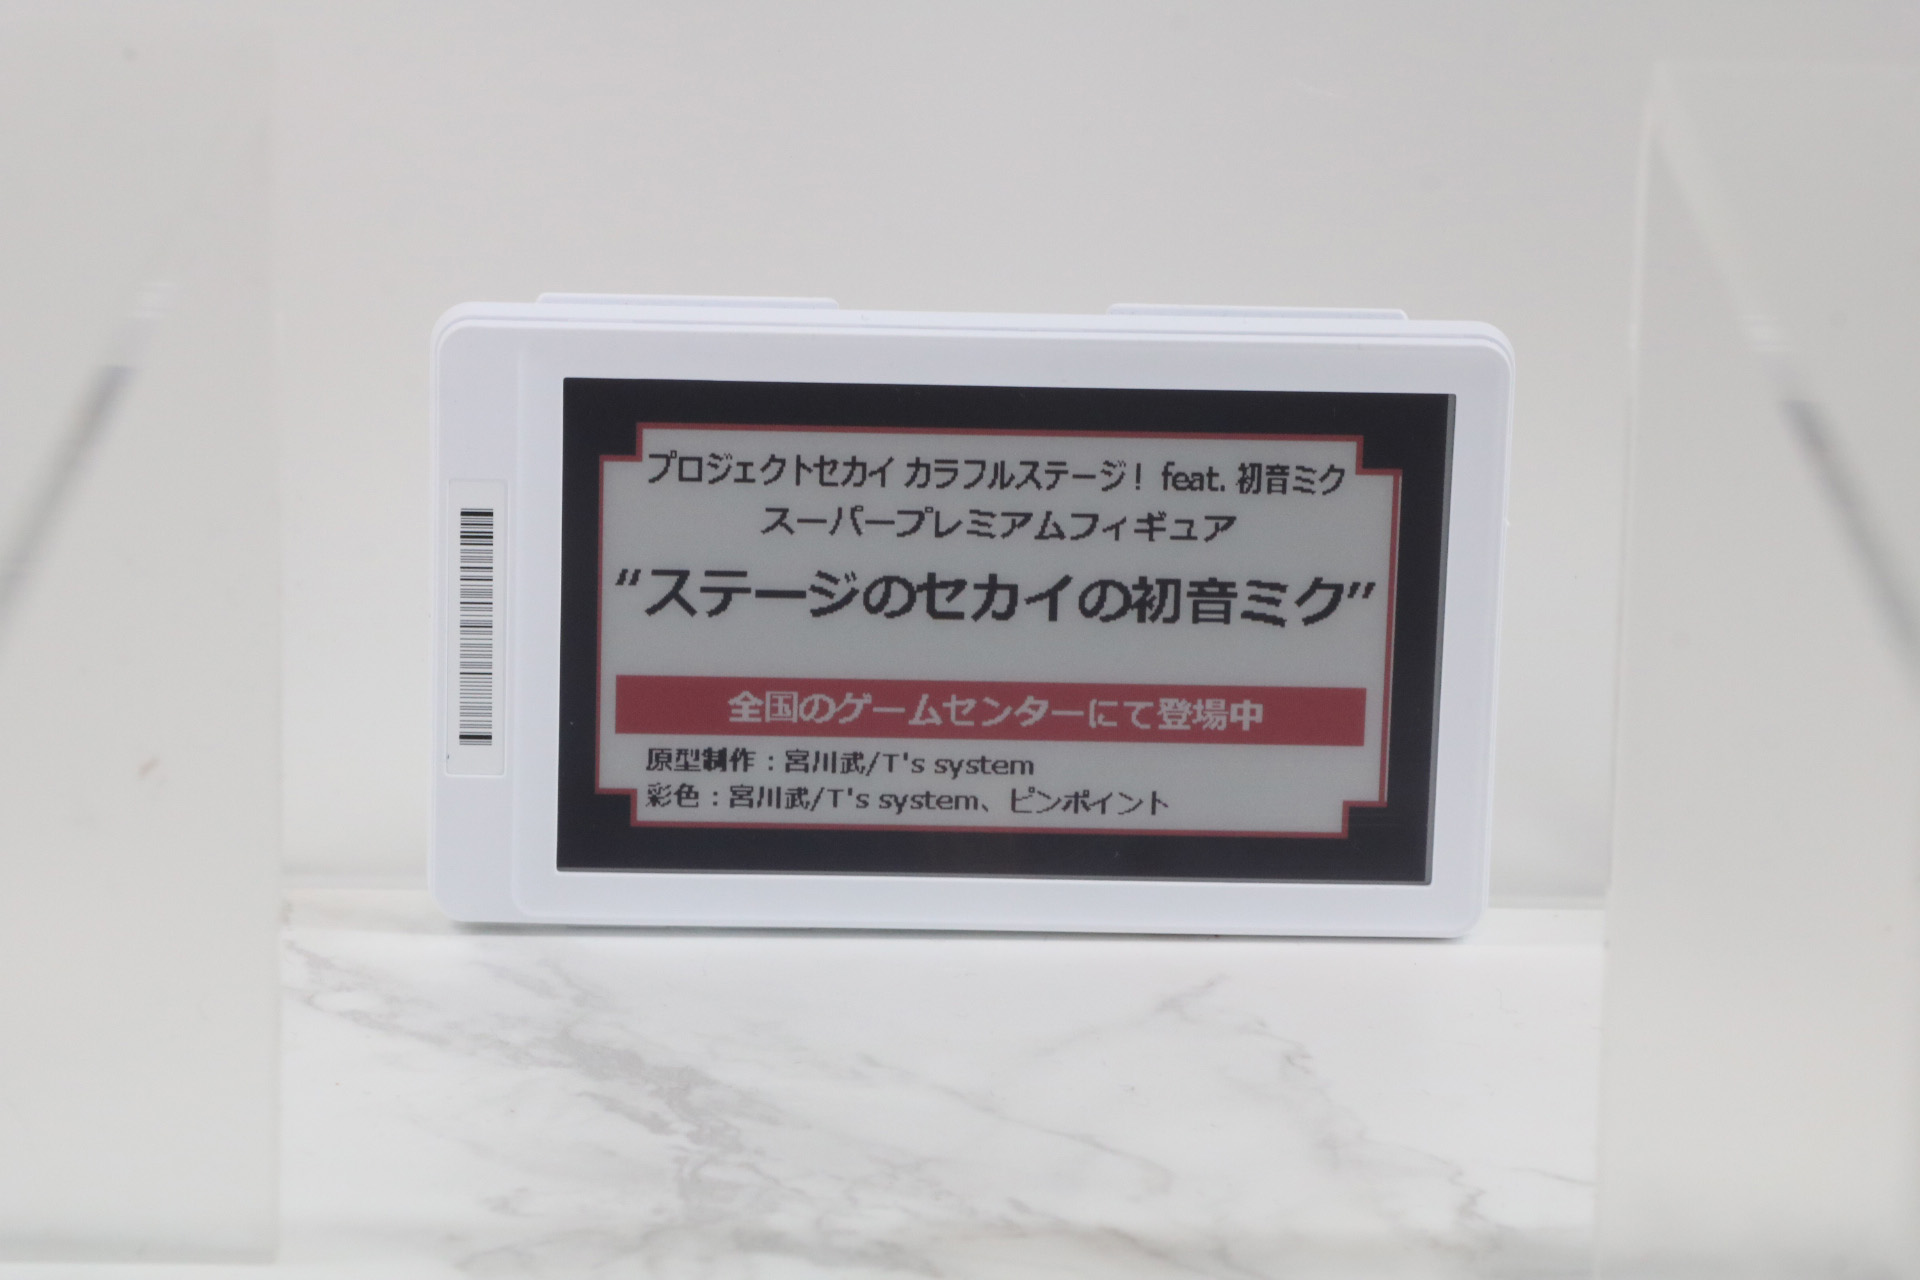 プロジェクトセカイ カラフルステージ! feat. 初音ミク
スーパープレミアムフィギュア
“ステージのセカイの初音ミク”
全国のゲームセンターにて登場中
原型制作：宮川武/T's system
彩色：宮川武/T's system、ピンポイント